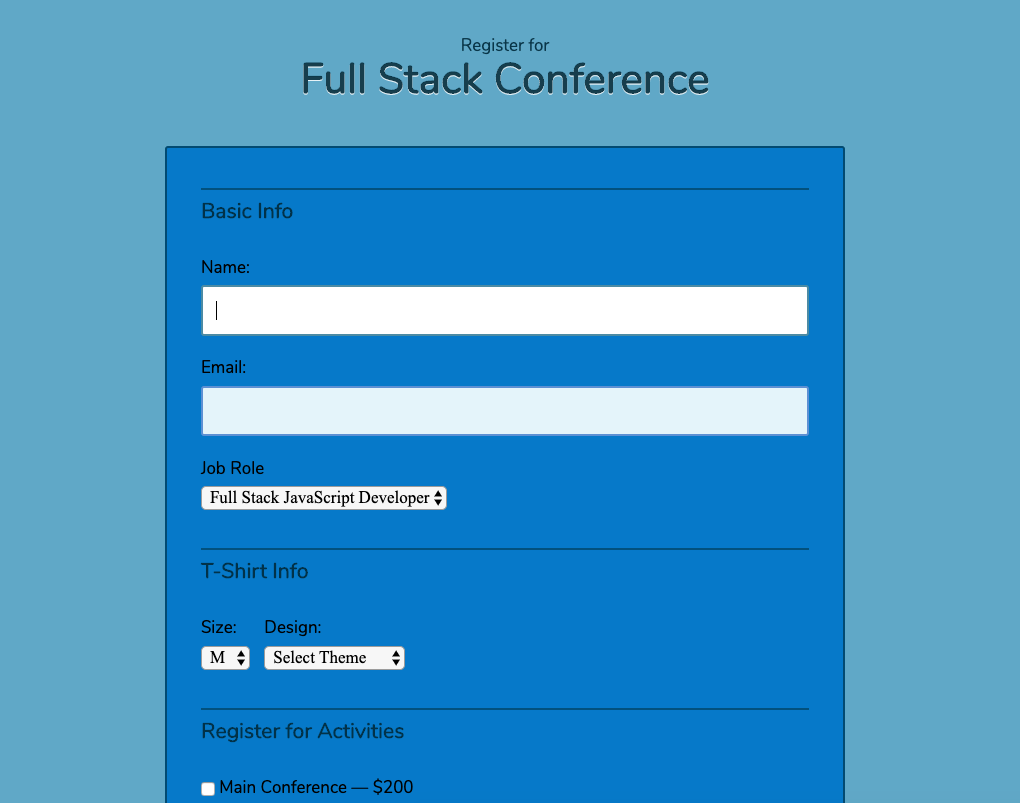 Register for
Full Stack Conference
Basic Info
Name:
Email:
Job Role
Full Stack JavaScript Developer
T-Shirt Info
Size: Design:
M Select Theme
Register for Activities
Main Conference — $200